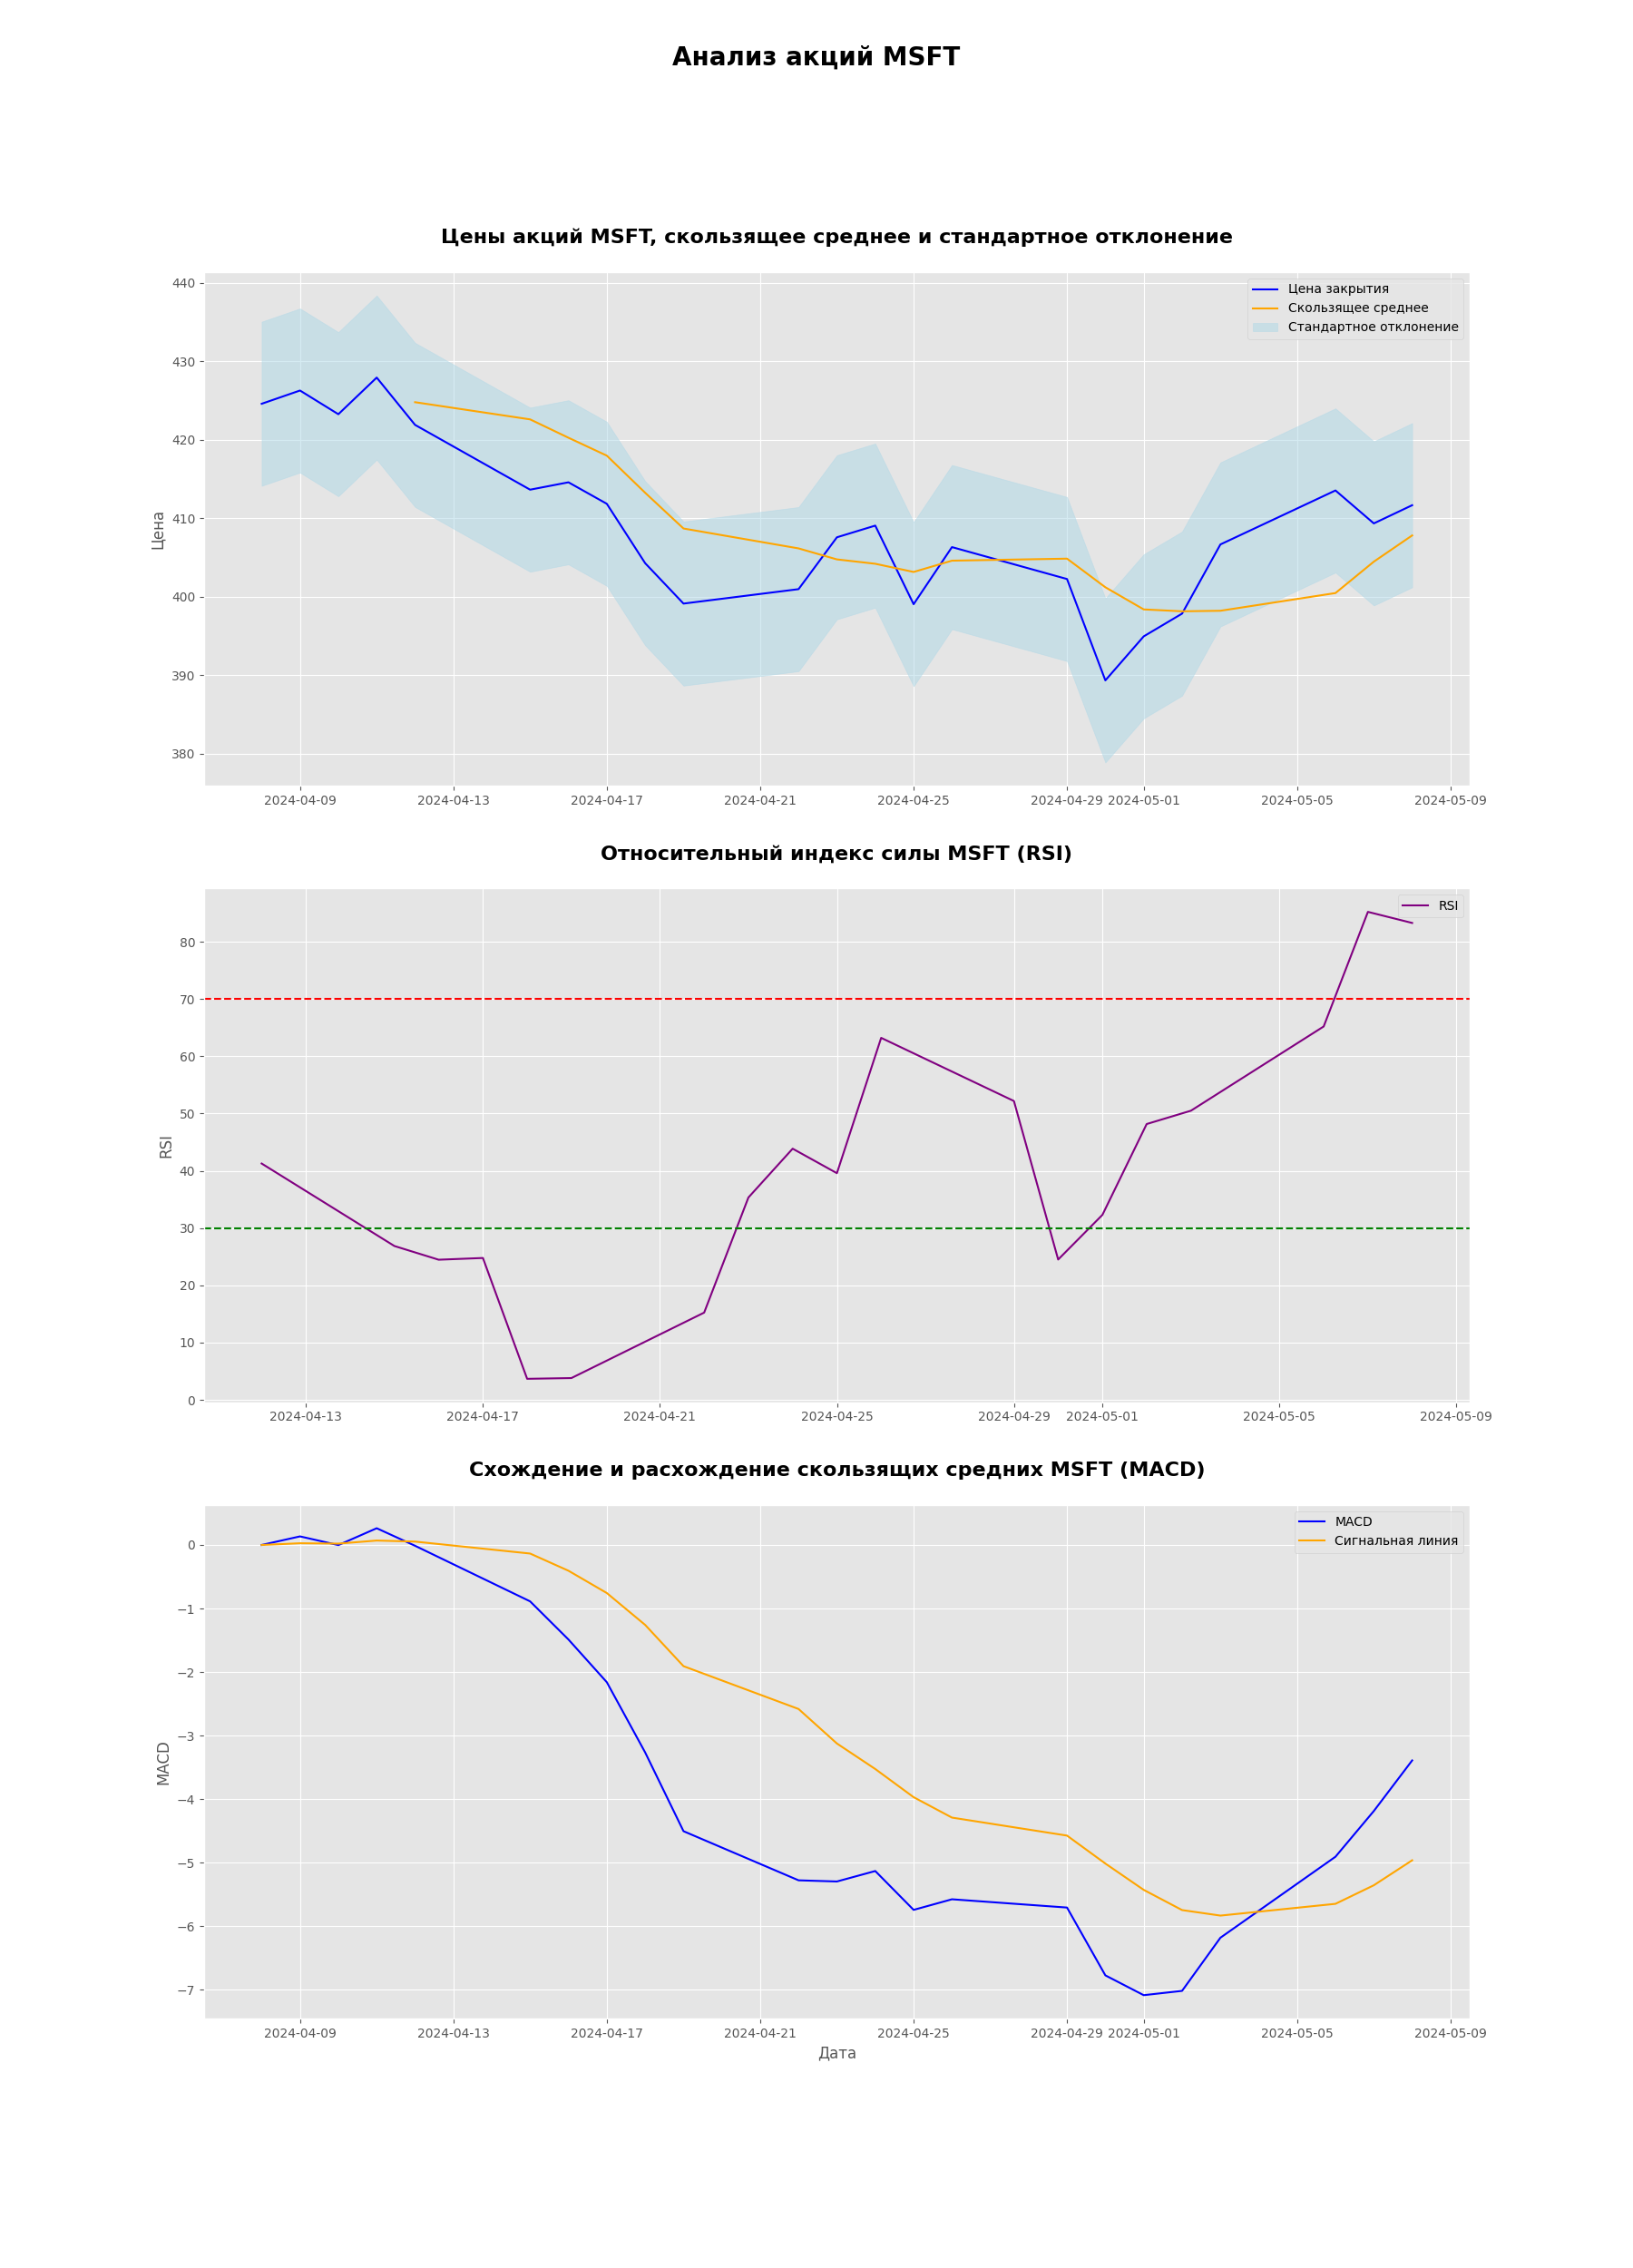 Анализ акций MSFT
Цены акций MSFT, скользящее среднее и стандартное отклонение
Цена закрытия
Скользящее среднее
Стандартное отклонение
Цена
440
430
420
410
400
390
380
2024-04-09 2024-04-13 2024-04-17 2024-04-21 2024-04-25 2024-04-29 2024-05-01 2024-05-05 2024-05-09
Относительный индекс силы MSFT (RSI)
RSI
RSI
80
70
60
50
40
30
20
10
0
2024-04-13 2024-04-17 2024-04-21 2024-04-25 2024-04-29 2024-05-01 2024-05-05 2024-05-09
Схождение и расхождение скользящих средних MSFT (MACD)
MACD
Сигнальная линия
MACD
0
−1
−2
−3
−4
−5
−6
−7
2024-04-09 2024-04-13 2024-04-17 2024-04-21 2024-04-25 2024-04-29 2024-05-01 2024-05-05 2024-05-09
Дата